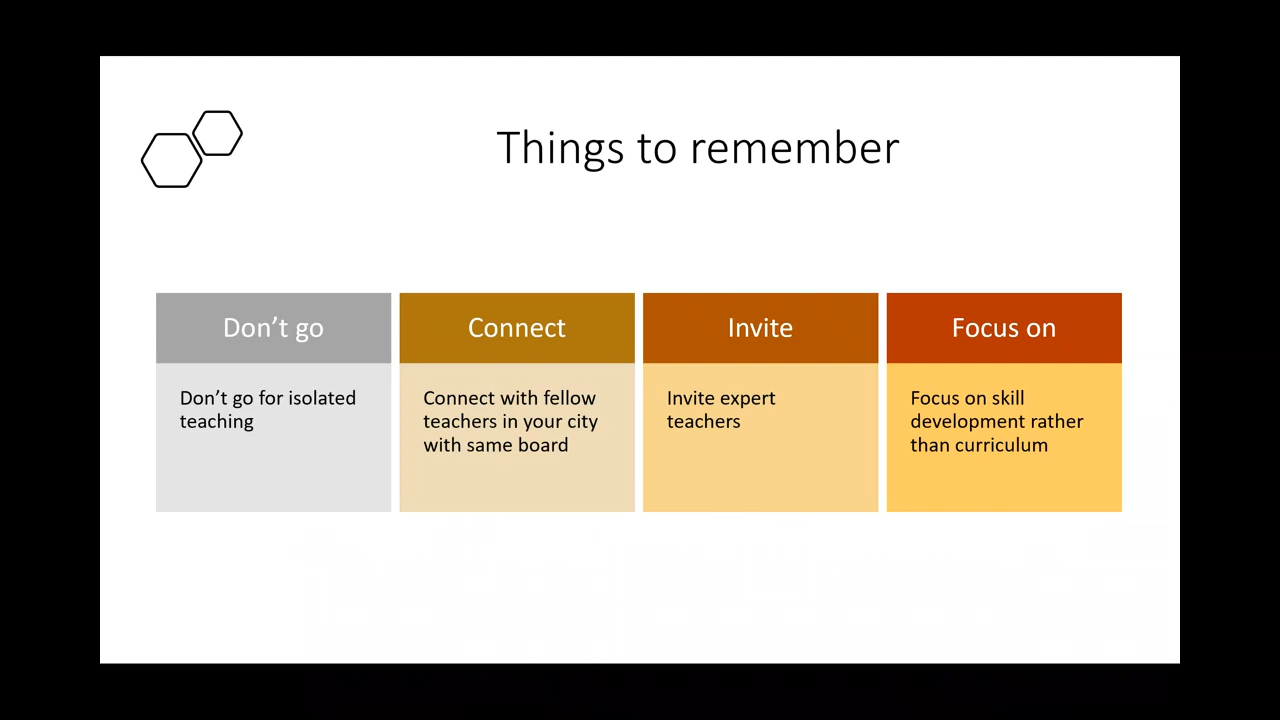 Things to remember
Don’t go
Don’t go for isolated
teaching
Connect
Connect with fellow
teachers in your city
with same board
Invite
Invite expert
teachers
Focus on
Focus on skill
development rather
than curriculum